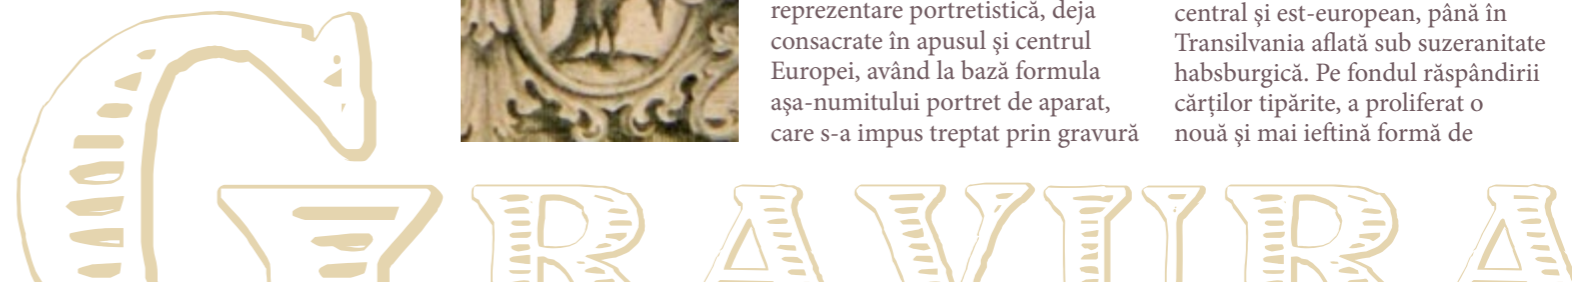 reprezentare portretistică, deja
consacrate în apusul și centrul
Europei, având la bază formula
așa-numitului portret de aparat,
care s-a impus treptat prin gravură
central și est-european, până în
Transilvania aflată sub suzeranitate
habsburgică. Pe fondul răspândirii
cărților tipărite, a proliferat o
nouă și mai ieftină formă de
GRAVURA